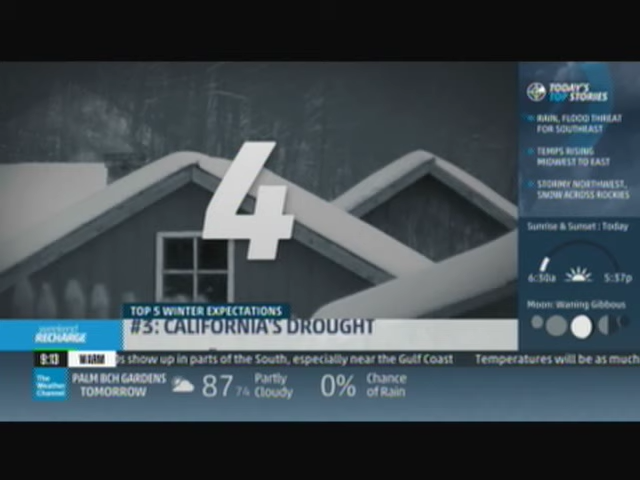 4
TODAY'S
TOP STORIES
RAIN, FLOOD THREAT
FOR SOUTHEAST
TEMPS RISING
MIDWEST TO EAST
STORMY NORTHWEST,
SNOW ACROSS ROCKIES
Sunrise & Sunset : Today
6:30a 5:37p
Moon: Waning Gibbous
TOP 5 WINTER EXPECTATIONS
#3: CALIFORNIA'S DROUGHT
weekend
RECHARGE
9:13 WARM show up in parts of the South, especially near the Gulf Coast Temperatures will be as much
The
Weather
Channel
PALM BCH GARDENS
TOMORROW
87 74
Partly
Cloudy
0%
Chance
of Rain